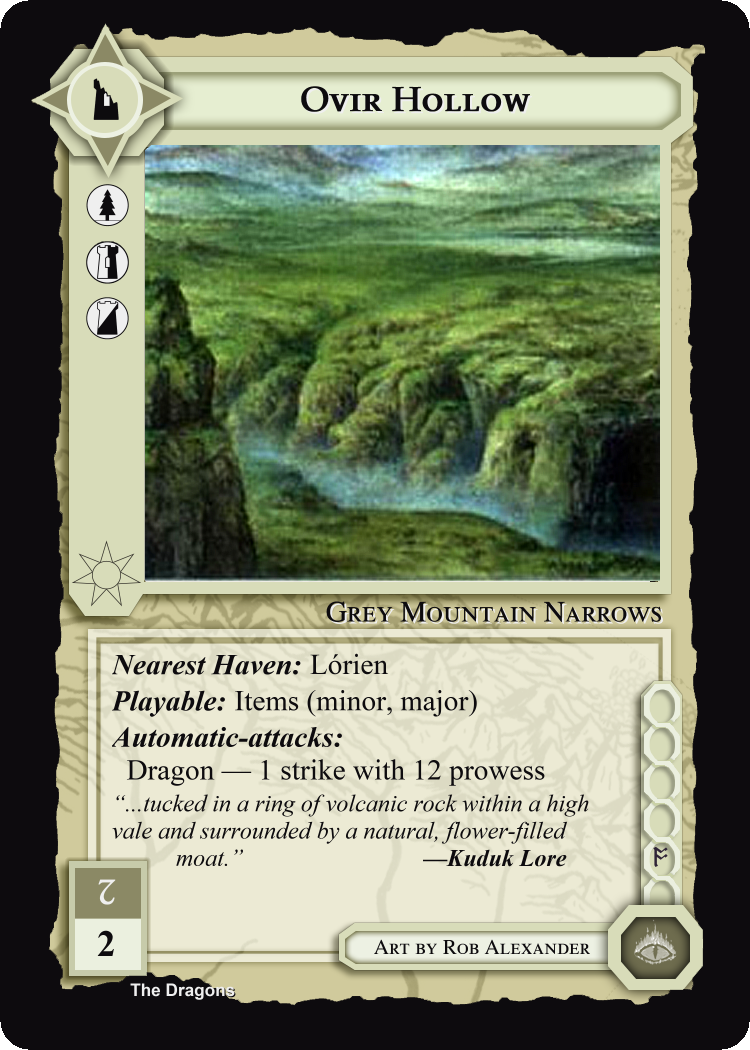 Ovir Hollow
Grey Mountain Narrows
Nearest Haven: Lórien
Playable: Items (minor, major)
Automatic-attacks:
Dragon — 1 strike with 12 prowess
“...tucked in a ring of volcanic rock within a high
vale and surrounded by a natural, flower-filled
moat.” —Kuduk Lore
2
2
Art by Rob Alexander
The Dragons